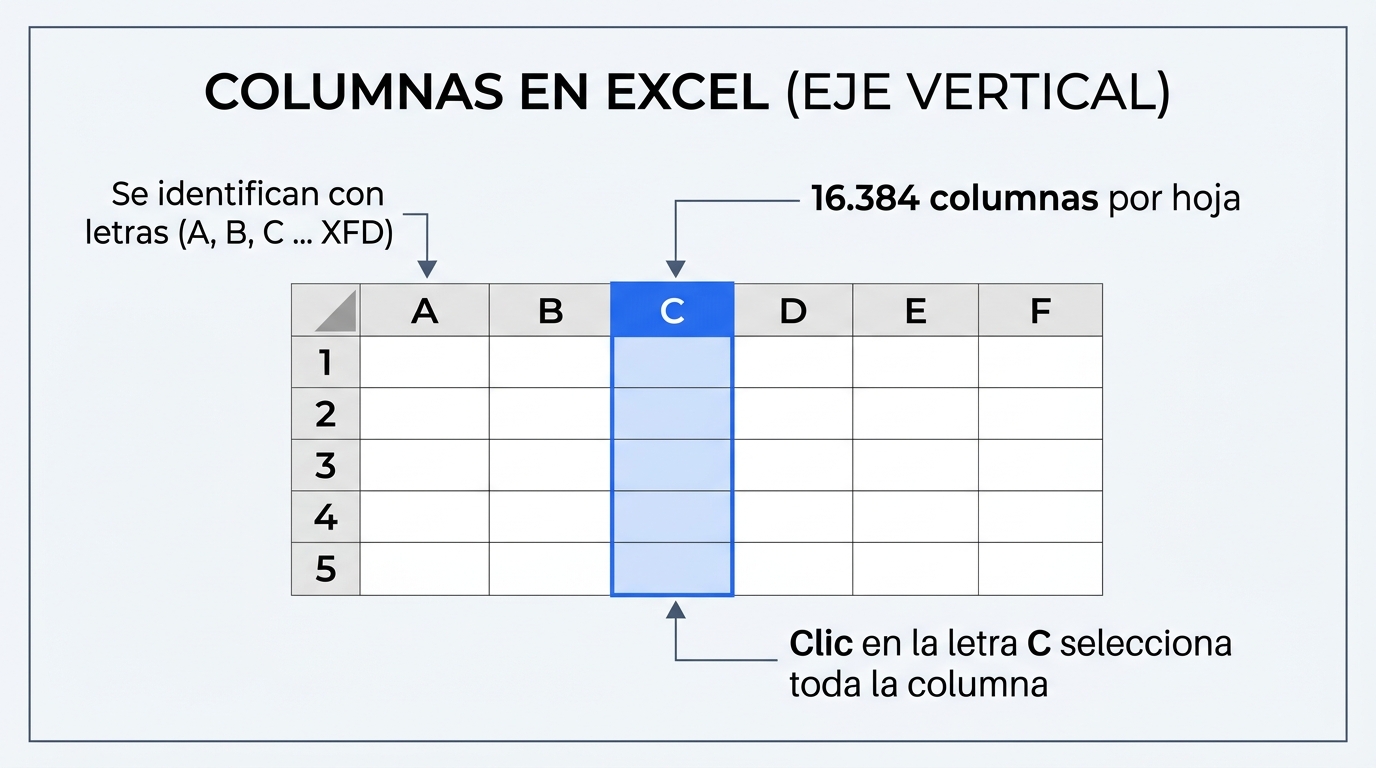 COLUMNAS EN EXCEL (EJE VERTICAL)
Se identifican con
letras (A, B, C ... XFD)
16.384 columnas por hoja
A B C D E F
1
2
3
4
5
Clic en la letra C selecciona
toda la columna